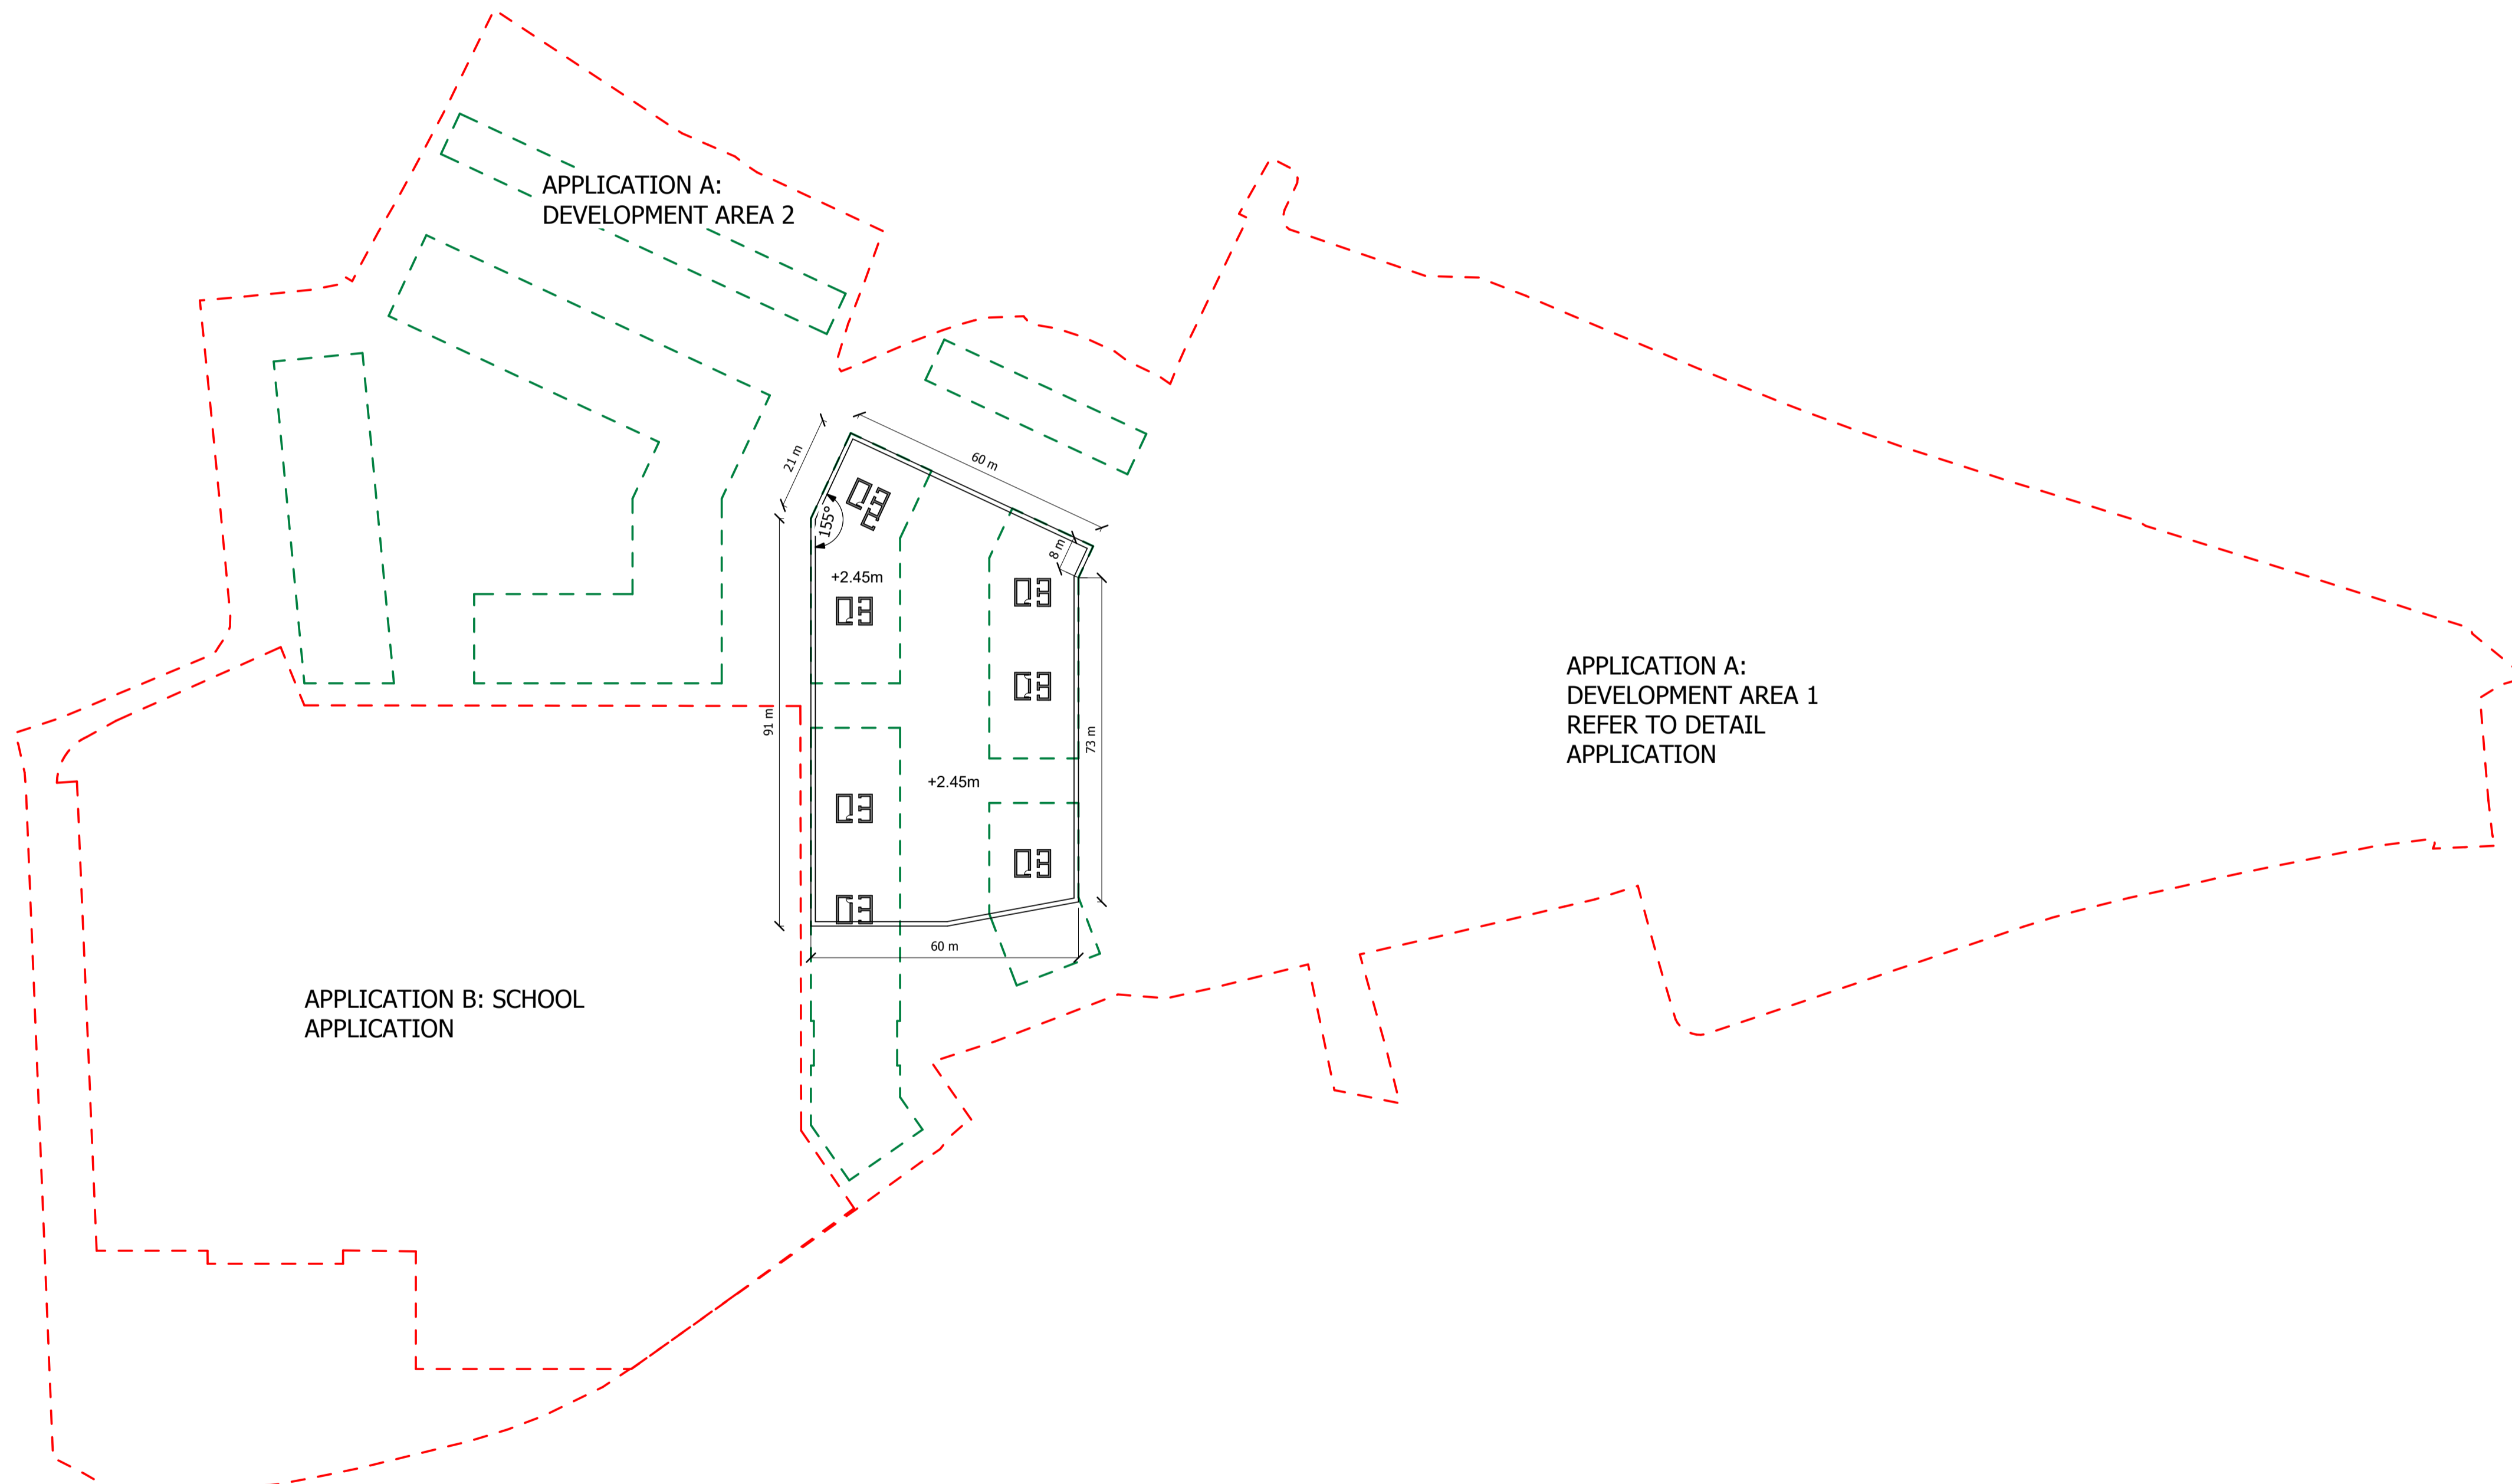 APPLICATION A:
DEVELOPMENT AREA 2
21 m
60 m
155°
8 m
+2.45m
91 m
73 m
+2.45m
60 m
APPLICATION A:
DEVELOPMENT AREA 1
REFER TO DETAIL
APPLICATION
APPLICATION B: SCHOOL
APPLICATION